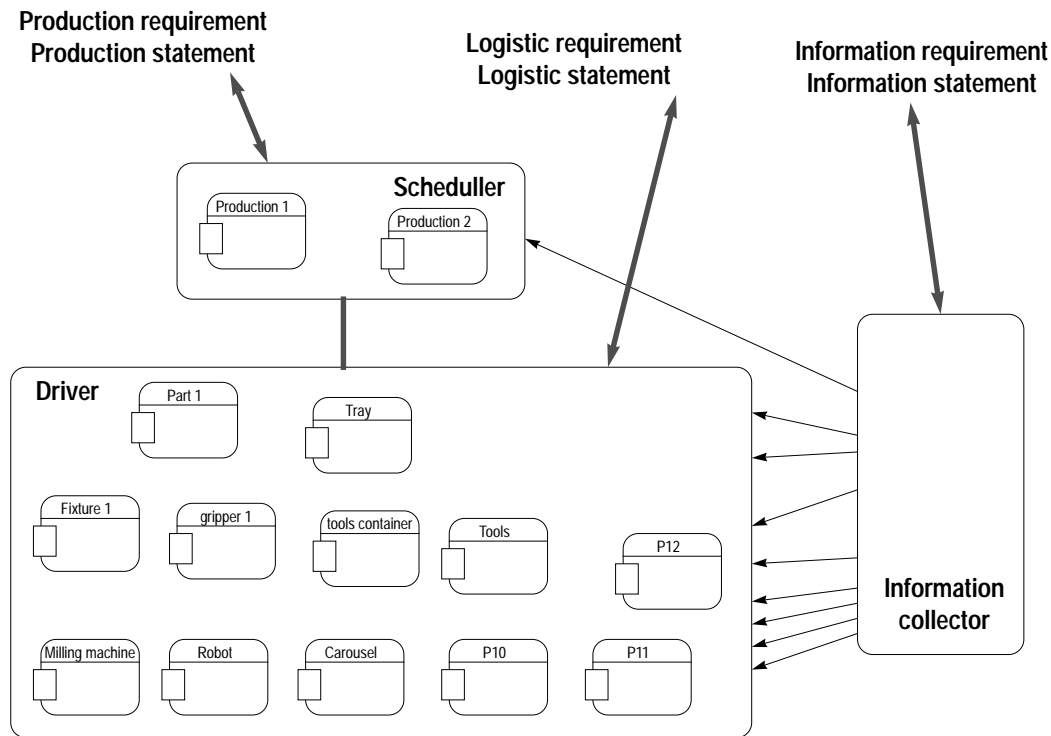 Production requirement
Production statement
Logistic requirement
Logistic statement
Information requirement
Information statement
Scheduller
Production 1
Production 2
Driver
Part 1
Tray
Fixture 1
gripper 1
tools container
Tools
P12
Information
collector
Milling machine
Robot
Carousel
P10
P11